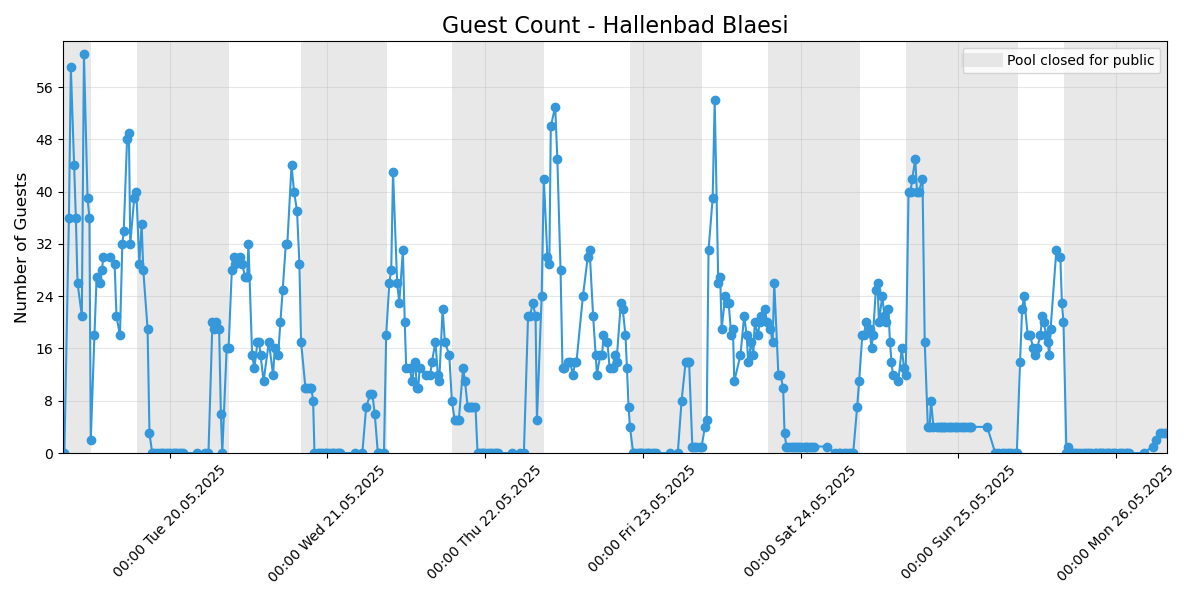 Guest Count - Hallenbad Blaesi
Pool closed for public
Number of Guests
56
48
40
32
24
16
8
0
00:00 Tue 20.05.2025
00:00 Wed 21.05.2025
00:00 Thu 22.05.2025
00:00 Fri 23.05.2025
00:00 Sat 24.05.2025
00:00 Sun 25.05.2025
00:00 Mon 26.05.2025